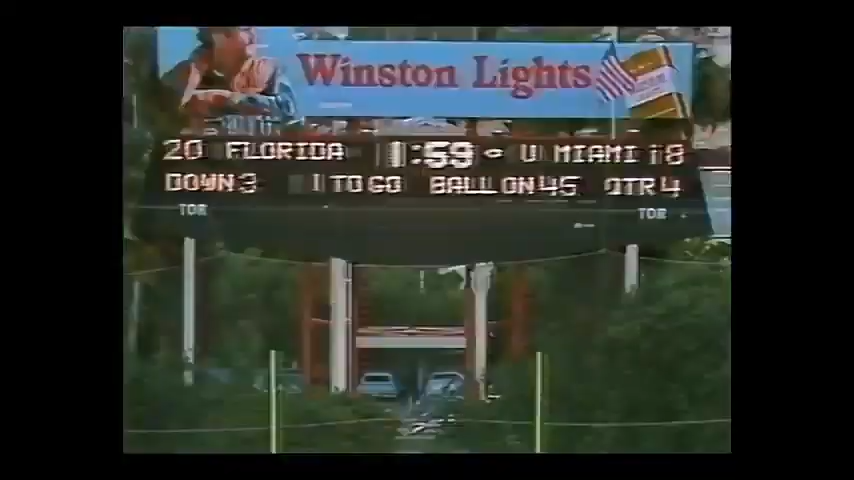 Winston Lights
20 FLORIDA 1:59 - U MIAMI 18
DOWN 3 1 TO GO BALL ON 45 QTR 4
TOR TOR